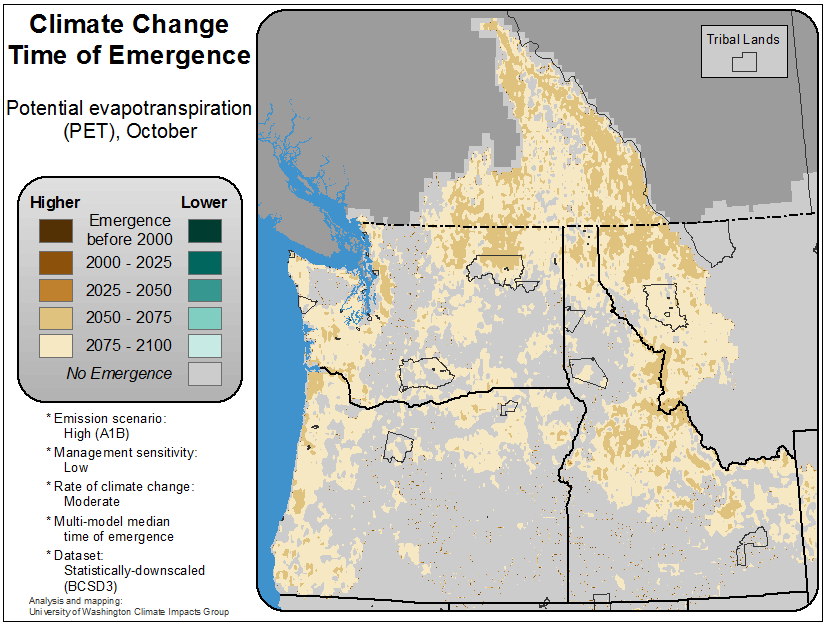 Climate Change
Time of Emergence
Potential evapotranspiration
(PET), October
Higher
Lower
Emergence
before 2000
2000 - 2025
2025 - 2050
2050 - 2075
2075 - 2100
No Emergence
* Emission scenario:
High (A1B)
* Management sensitivity:
Low
* Rate of climate change:
Moderate
* Multi-model median
time of emergence
* Dataset:
Statistically-downscaled
(BCSD3)
Analysis and mapping:
University of Washington Climate Impacts Group
Tribal Lands